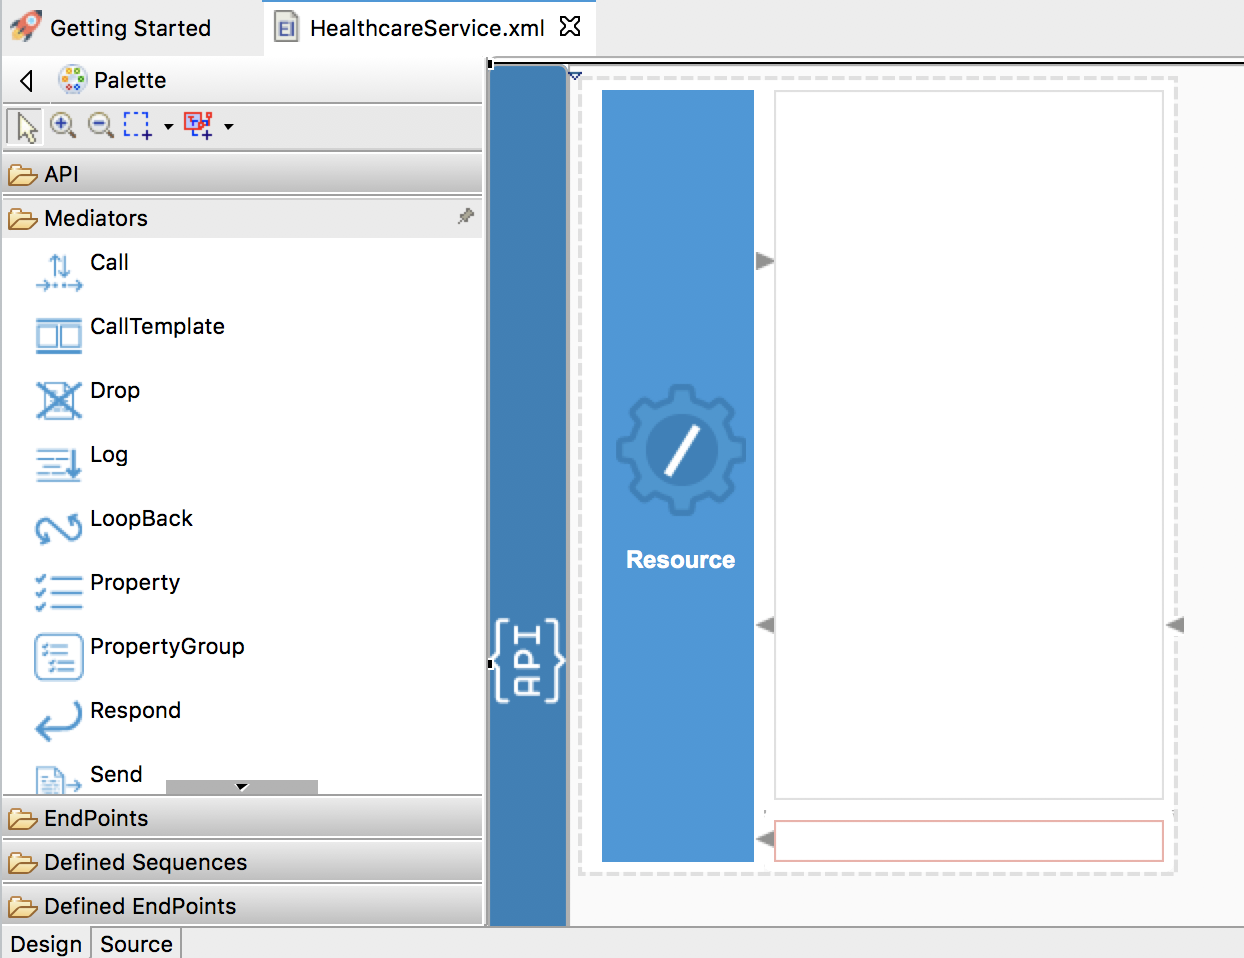 Getting Started
EI HealthcareService.xml
Palette
API
Mediators
Call
CallTemplate
Drop
Log
LoopBack
Property
PropertyGroup
Respond
Send
EndPoints
Defined Sequences
Defined EndPoints
Design
Source
{API}
Resource